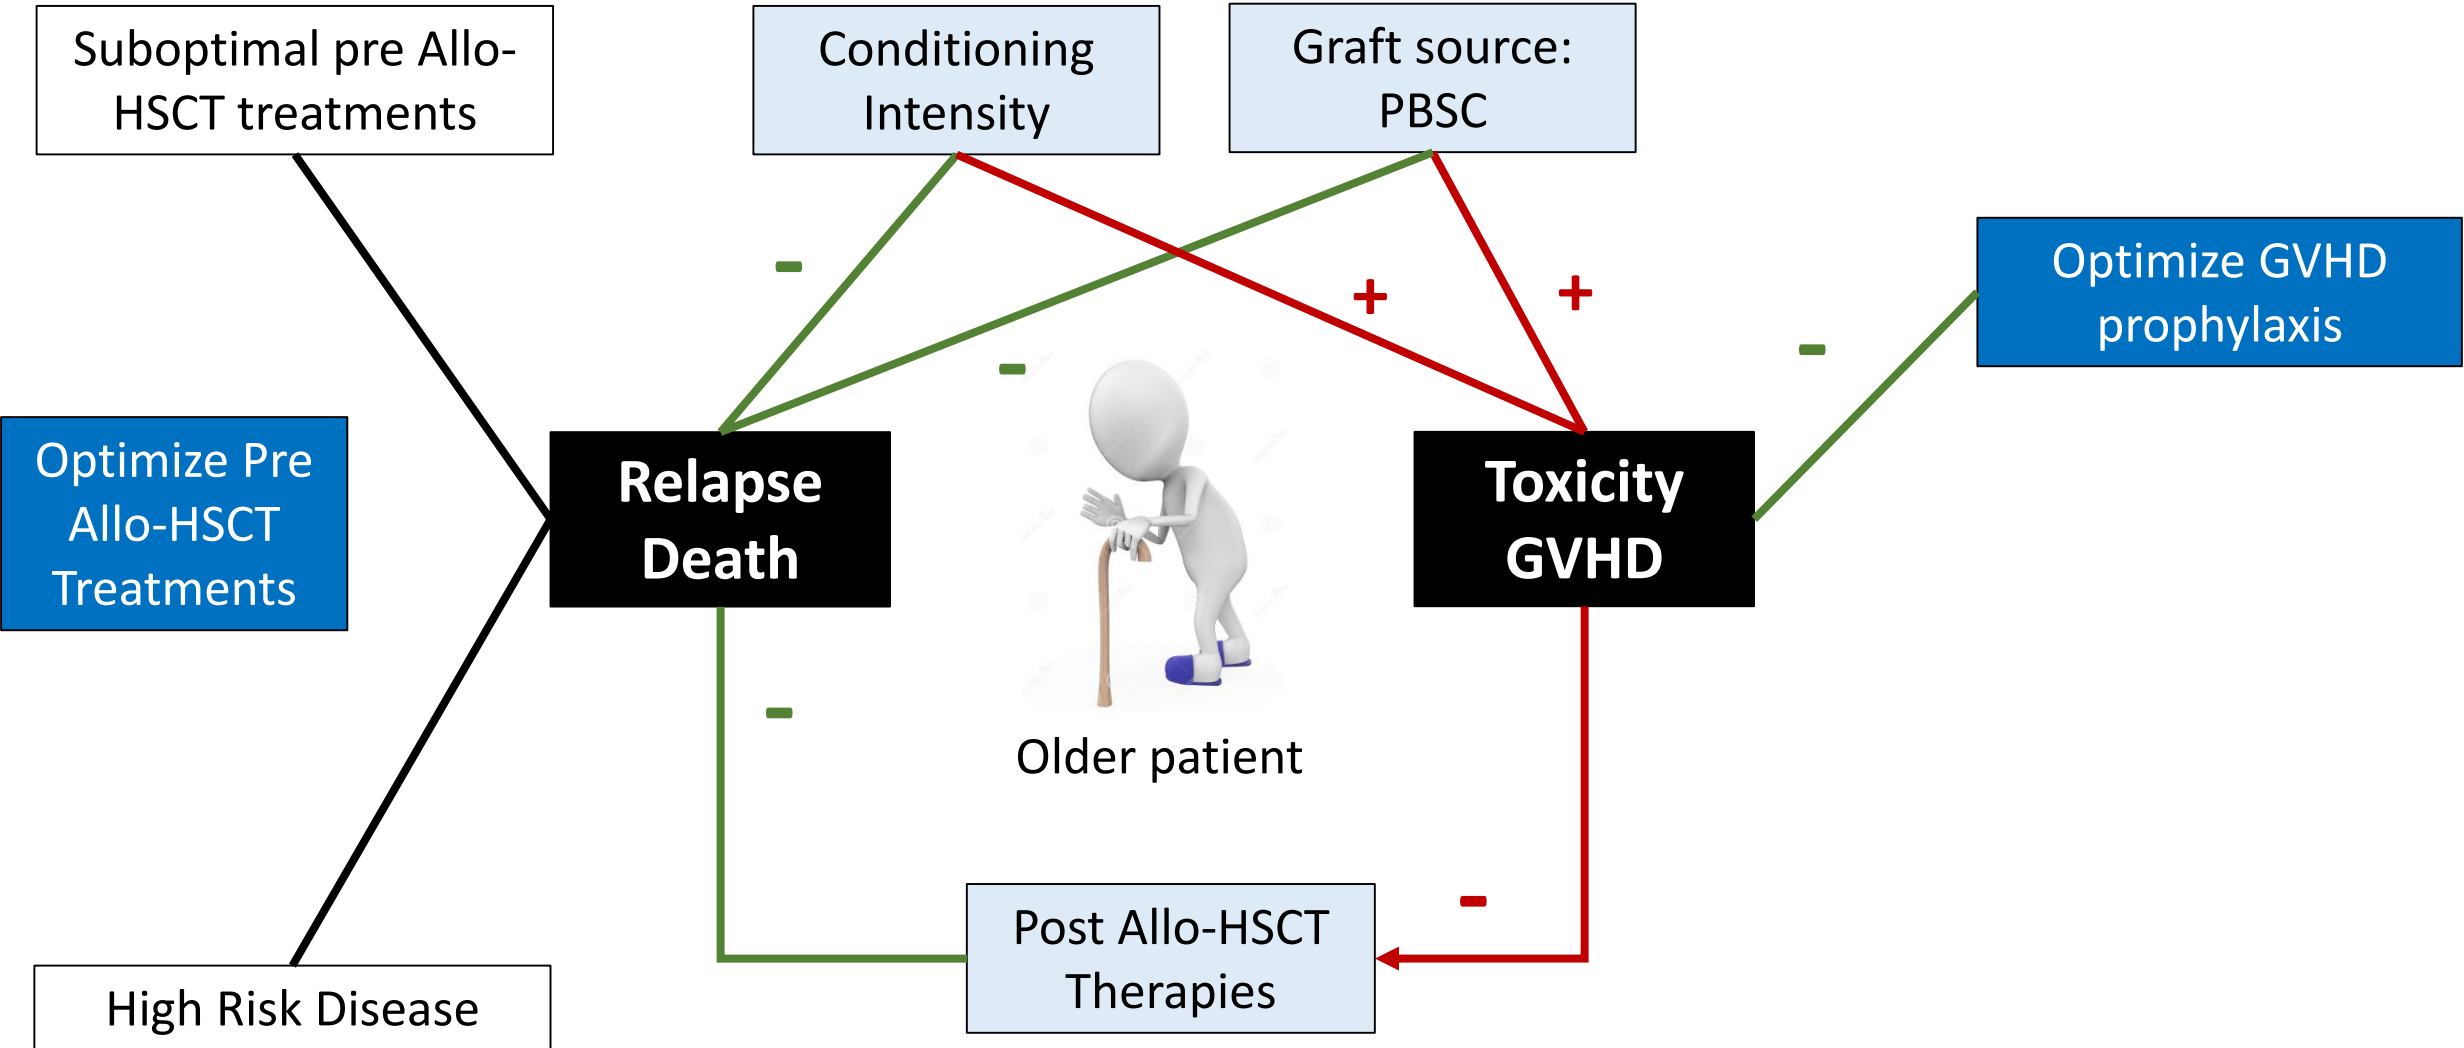 Suboptimal pre Allo-
HSCT treatments
Conditioning
Intensity
Graft source:
PBSC
-
-
+
+
-
Optimize GVHD
prophylaxis
Optimize Pre
Allo-HSCT
Treatments
Relapse
Death
Toxicity
GVHD
Older patient
-
-
Post Allo-HSCT
Therapies
High Risk Disease